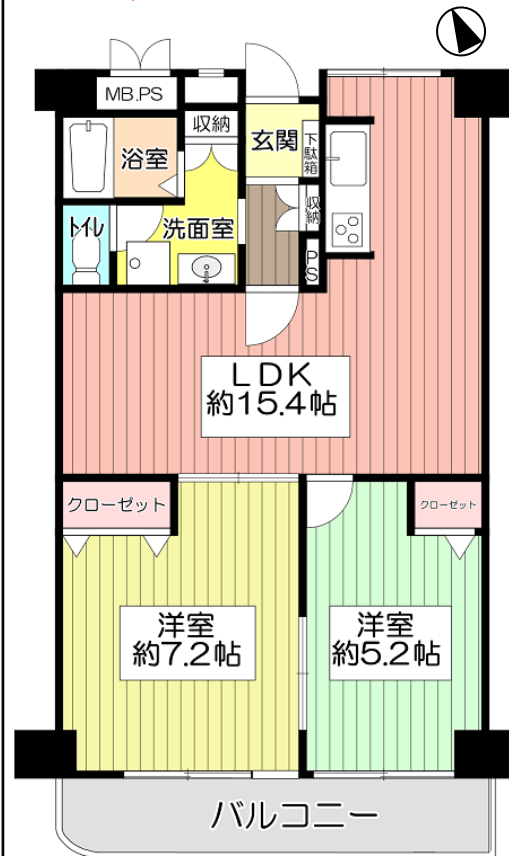 MB.PS
収納
玄関
下駄箱
浴室
トイレ
洗面室
収納
PS
LDK
約15.4帖
クローゼット
クローゼット
洋室
約7.2帖
洋室
約5.2帖
バルコニー